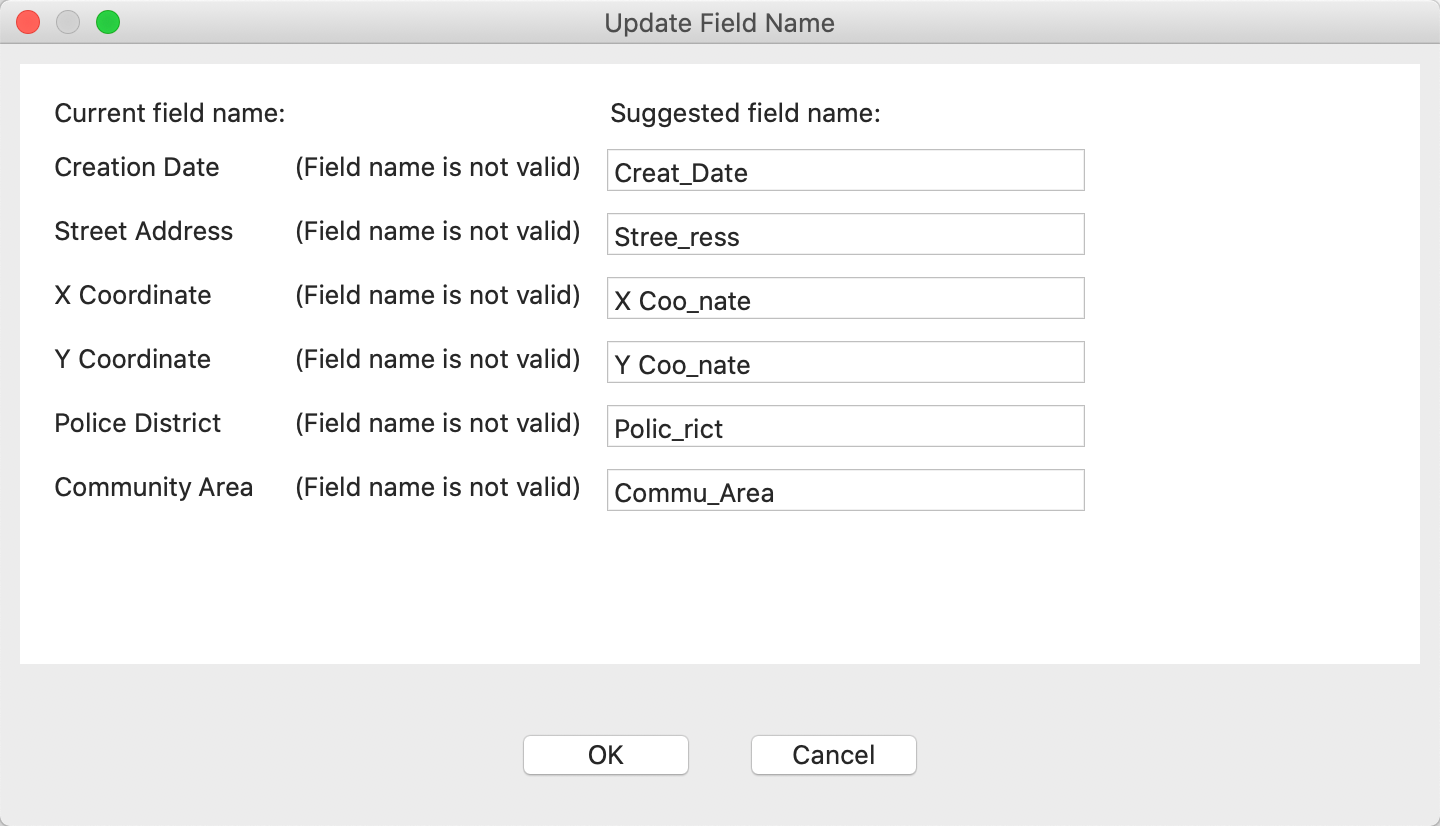 Update Field Name
Current field name: Suggested field name:
Creation Date (Field name is not valid) Creat_Date
Street Address (Field name is not valid) Stree_ress
X Coordinate (Field name is not valid) X Coo_nate
Y Coordinate (Field name is not valid) Y Coo_nate
Police District (Field name is not valid) Polic_rict
Community Area (Field name is not valid) Commu_Area
OK Cancel